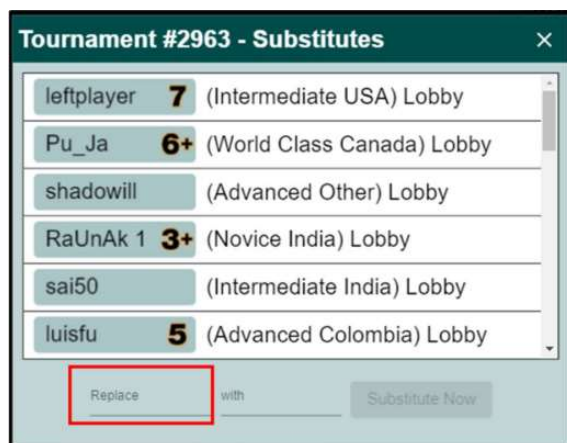 Tournament #2963 - Substitutes ×
leftplayer 7 (Intermediate USA) Lobby
Pu_Ja 6+ (World Class Canada) Lobby
shadowill (Advanced Other) Lobby
RaUnAk 1 3+ (Novice India) Lobby
sai50 (Intermediate India) Lobby
luisfu 5 (Advanced Colombia) Lobby
Replace with Substitute Now